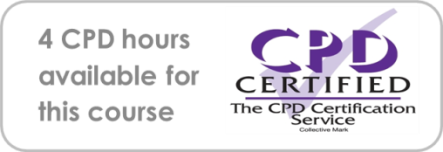 4 CPD hours
available for
this course
CPD
CERTIFIED
The CPD Certification
Service
Collective Mark